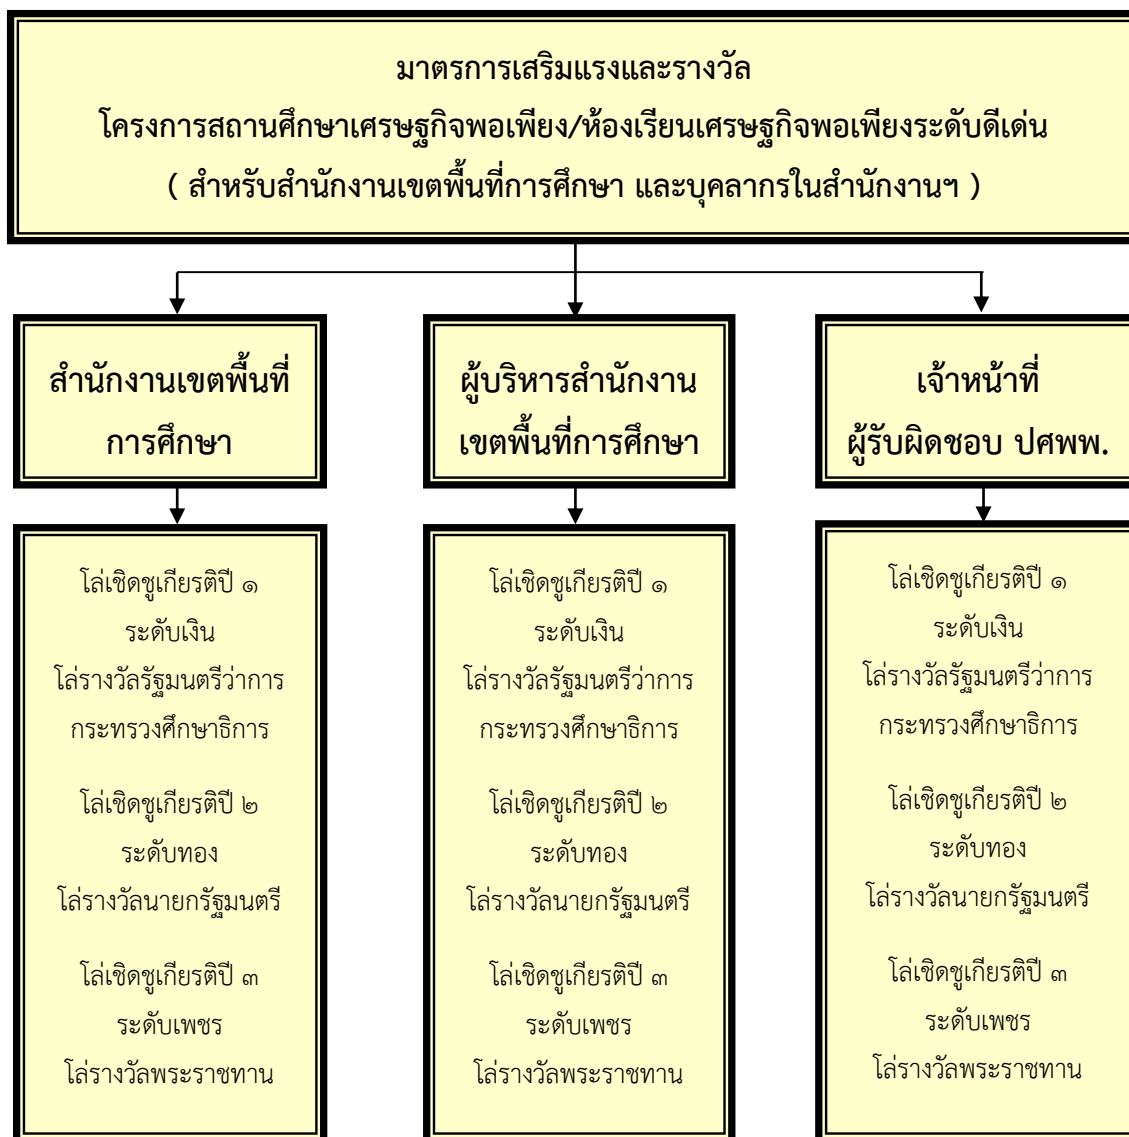 มาตรการเสริมแรงและรางวัล
โครงการสถานศึกษาเศรษฐกิจพอเพียง/ห้องเรียนเศรษฐกิจพอเพียงระดับดีเด่น
( สำหรับสำนักงานเขตพื้นที่การศึกษา และบุคลากรในสำนักงานฯ )
สำนักงานเขตพื้นที่
การศึกษา
ผู้บริหารสำนักงาน
เขตพื้นที่การศึกษา
เจ้าหน้าที่
ผู้รับผิดชอบ ปศพพ.
โล่เชิดชูเกียรติปี ๑
ระดับเงิน
โล่รางวัลรัฐมนตรีว่าการ
กระทรวงศึกษาธิการ
โล่เชิดชูเกียรติปี ๒
ระดับทอง
โล่รางวัลนายกรัฐมนตรี
โล่เชิดชูเกียรติปี ๓
ระดับเพชร
โล่รางวัลพระราชทาน
โล่เชิดชูเกียรติปี ๑
ระดับเงิน
โล่รางวัลรัฐมนตรีว่าการ
กระทรวงศึกษาธิการ
โล่เชิดชูเกียรติปี ๒
ระดับทอง
โล่รางวัลนายกรัฐมนตรี
โล่เชิดชูเกียรติปี ๓
ระดับเพชร
โล่รางวัลพระราชทาน
โล่เชิดชูเกียรติปี ๑
ระดับเงิน
โล่รางวัลรัฐมนตรีว่าการ
กระทรวงศึกษาธิการ
โล่เชิดชูเกียรติปี ๒
ระดับทอง
โล่รางวัลนายกรัฐมนตรี
โล่เชิดชูเกียรติปี ๓
ระดับเพชร
โล่รางวัลพระราชทาน